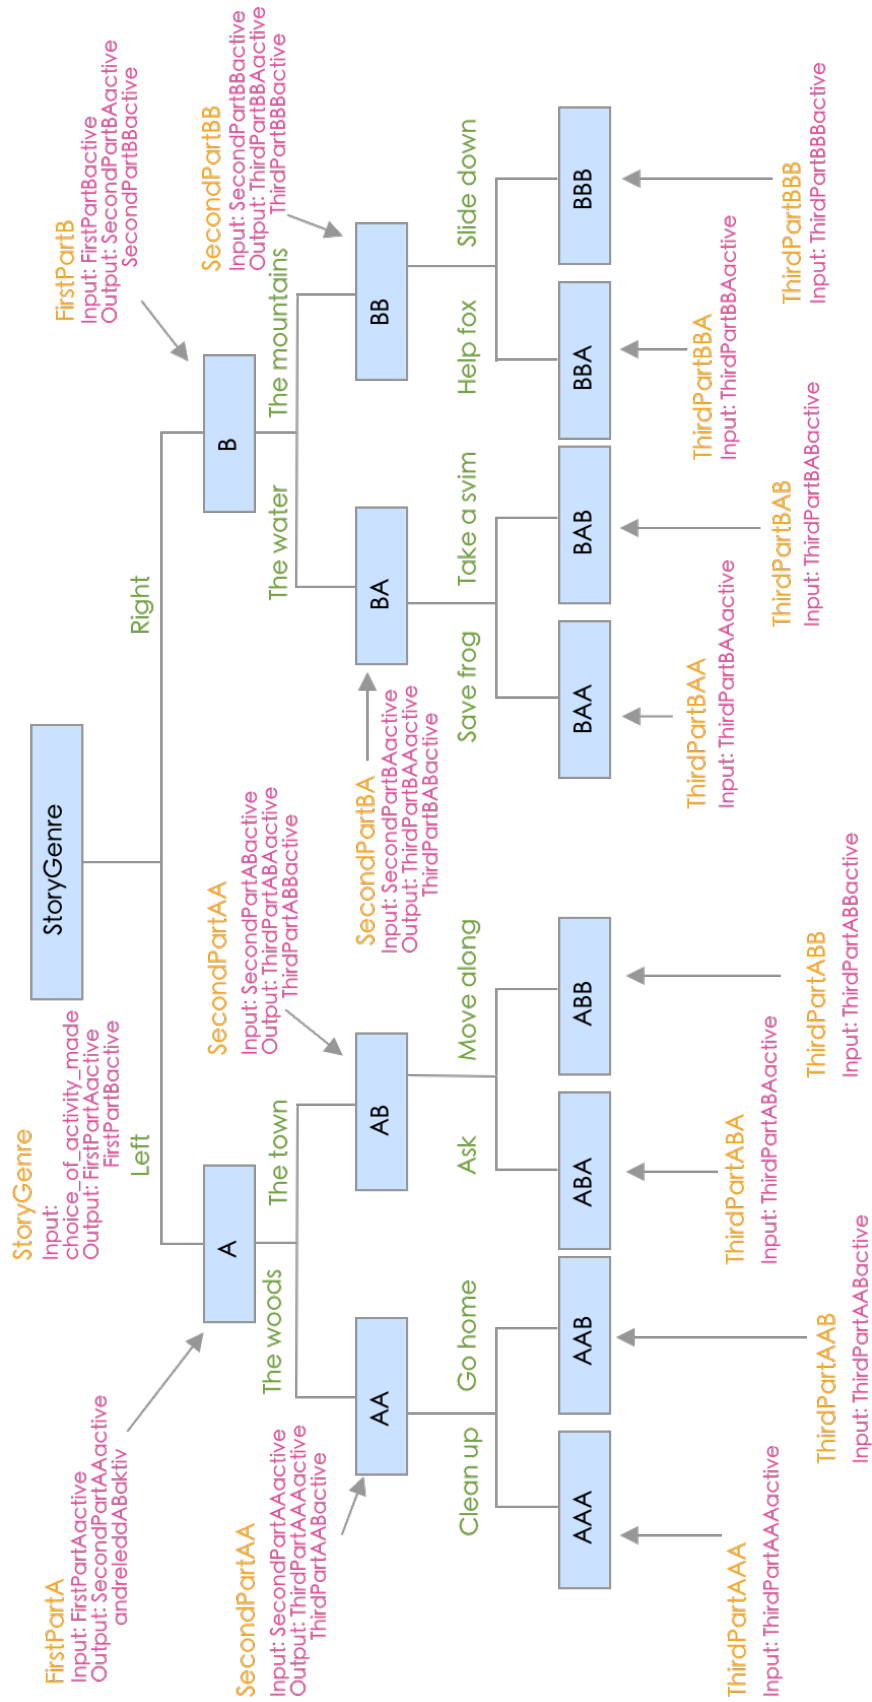 StoryGenre
Input:
choice_of_activity_made
Output: FirstPartAactive
FirstPartBactive
StoryGenre
Left
Right
FirstPartA
Input: FirstPartAactive
Output: SecondPartAAactive
andreleddABaktiv
A
FirstPartB
Input: FirstPartBactive
Output: SecondPartBAactive
SecondPartBBactive
B
The woods
The town
The water
The mountains
SecondPartAA
Input: SecondPartAAactive
Output: ThirdPartAAAactive
ThirdPartAABactive
AA
SecondPartAA
Input: SecondPartABactive
Output: ThirdPartABAactive
ThirdPartABBactive
AB
SecondPartBA
Input: SecondPartBAactive
Output: ThirdPartBAAactive
ThirdPartBABactive
BA
SecondPartBB
Input: SecondPartBBactive
Output: ThirdPartBBAactive
ThirdPartBBBactive
BB
Clean up
Go home
Ask
Move along
Save frog
Take a svim
Help fox
Slide down
AAA
AAB
ABA
ABB
BAA
BAB
BBA
BBB
ThirdPartAAA
Input: ThirdPartAAAactive
ThirdPartAAB
Input: ThirdPartAABactive
ThirdPartABA
Input: ThirdPartABAactive
ThirdPartABB
Input: ThirdPartABBactive
ThirdPartBAA
Input: ThirdPartBAAactive
ThirdPartBAB
Input: ThirdPartBABactive
ThirdPartBBA
Input: ThirdPartBBAactive
ThirdPartBBB
Input: ThirdPartBBBactive